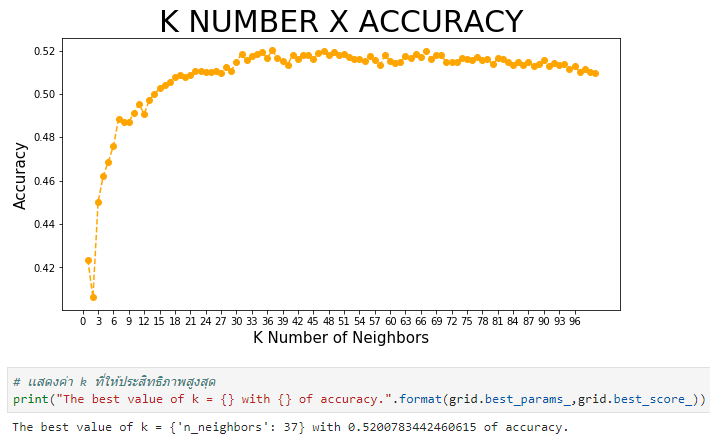 K NUMBER X ACCURACY
0.52
0.50
0.48
0.46
0.44
0.42
Accuracy
0 3 6 9 12 15 18 21 24 27 30 33 36 39 42 45 48 51 54 57 60 63 66 69 72 75 78 81 84 87 90 93 96
K Number of Neighbors
# แสดงค่า k ที่ให้ประสิทธิภาพสูงสุด
print("The best value of k = {} with {} of accuracy.".format(grid.best_params_,grid.best_score_))
The best value of k = {'n_neighbors': 37} with 0.5200783442460615 of accuracy.